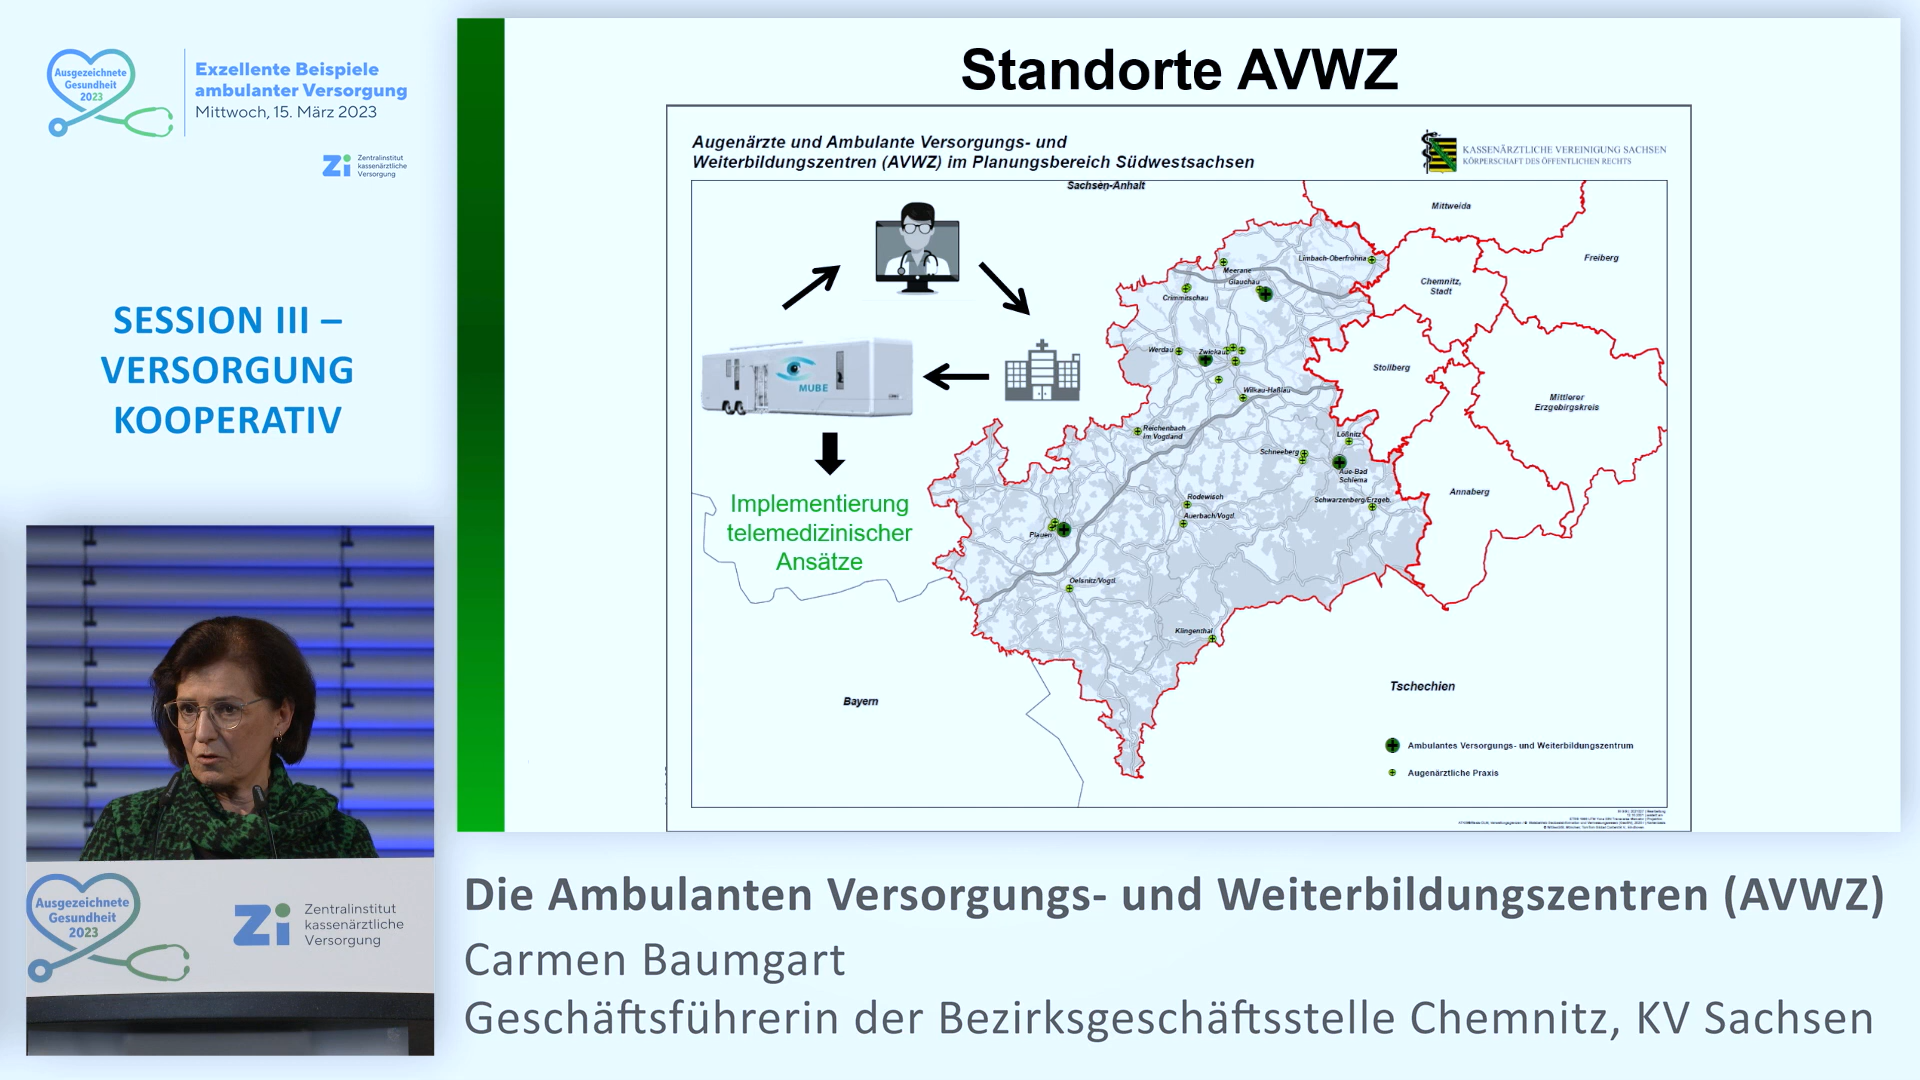 Ausgezeichnete
Gesundheit
2023
Exzellente Beispiele
ambulanter Versorgung
Mittwoch, 15. März 2023
Zi
Zentralinstitut
kassenärztliche
Versorgung
SESSION III –
VERSORGUNG
KOOPERATIV
Standorte AVWZ
Augenärzte und Ambulante Versorgungs- und
Weiterbildungszentren (AVWZ) im Planungsbereich Südwestsachsen
KASSENÄRZTLICHE VEREINIGUNG SACHSEN
KÖRPERSCHAFT DES ÖFFENTLICHEN RECHTS
Sachsen-Anhalt
Mittweida
Freiberg
Limbach-Oberfrohna
Meerane
Glauchau
Crimmitschau
Chemnitz,
Stadt
Werdau
Zwickau
Stollberg
Wilkau-Haßlau
Mittlerer
Erzgebirgskreis
MUBE
Reichenbach
im Vogtland
Lößnitz
Schneeberg
Aue-Bad
Schlema
Annaberg
Rodewisch
Schwarzenberg/Erzgeb.
Auerbach/Vogtl.
Implementierung
telemedizinischer
Ansätze
Plauen
Oelsnitz/Vogtl.
Klingenthal
Tschechien
Bayern
Ambulantes Versorgungs- und Weiterbildungszentrum
Augenärztliche Praxis
Ausgezeichnete
Gesundheit
2023
Zi
Zentralinstitut
kassenärztliche
Versorgung
Die Ambulanten Versorgungs- und Weiterbildungszentren (AVWZ)
Carmen Baumgart
Geschäftsführerin der Bezirksgeschäftsstelle Chemnitz, KV Sachsen